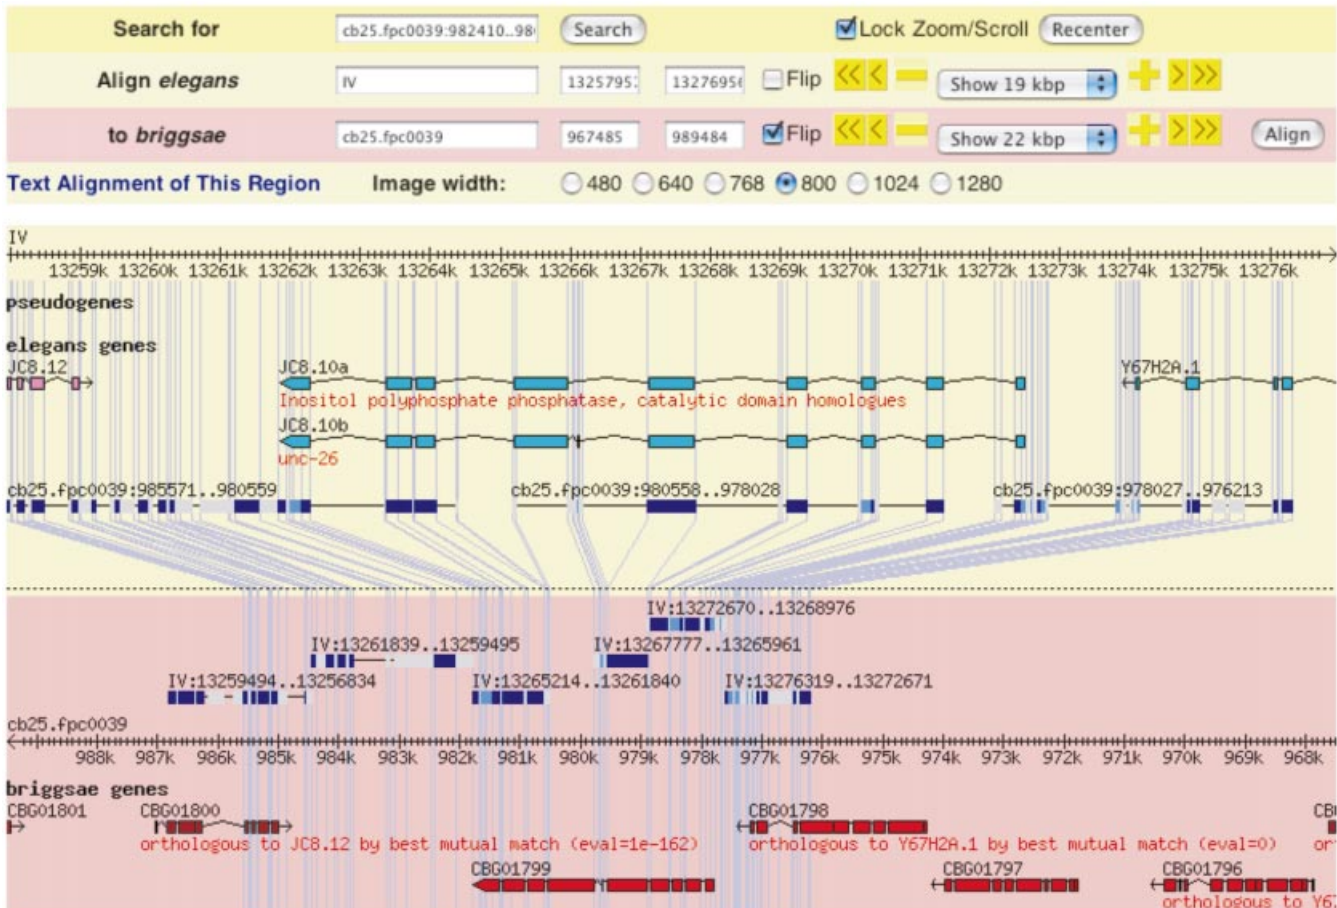 Search for cb25.fpc0039:982410..98 Search Lock Zoom/Scroll Recenter
Align elegans IV 13257957 1327695 Flip << < Show 19 kbp > >>
to briggsae cb25.fpc0039 967485 989484 Flip << < Show 22 kbp > >> Align
Text Alignment of This Region Image width: 480 640 768 800 1024 1280
IV
13259k 13260k 13261k 13262k 13263k 13264k 13265k 13266k 13267k 13268k 13269k 13270k 13271k 13272k 13273k 13274k 13275k 13276k
pseudogenes
elegans genes
JC8.12 JC8.10a Y67H2A.1
Inositol polyphosphate phosphatase, catalytic domain homologues
JC8.10b
unc-26
cb25.fpc0039:985571..980559 cb25.fpc0039:980558..978028 cb25.fpc0039:978027..976213
IV:13272670..13268976
IV:13261839..13259495 IV:13267777..13265961
IV:13259494..13256834 IV:13265214..13261840 IV:13276319..13272671
cb25.fpc0039
988k 987k 986k 985k 984k 983k 982k 981k 980k 979k 978k 977k 976k 975k 974k 973k 972k 971k 970k 969k 968k
briggsae genes
CBG01801 CBG01800 CBG01798
orthologous to JC8.12 by best mutual match (eval=1e-162) orthologous to Y67H2A.1 by best mutual match (eval=0) or
CBG01799 CBG01797 CBG01796
orthologous to Y6